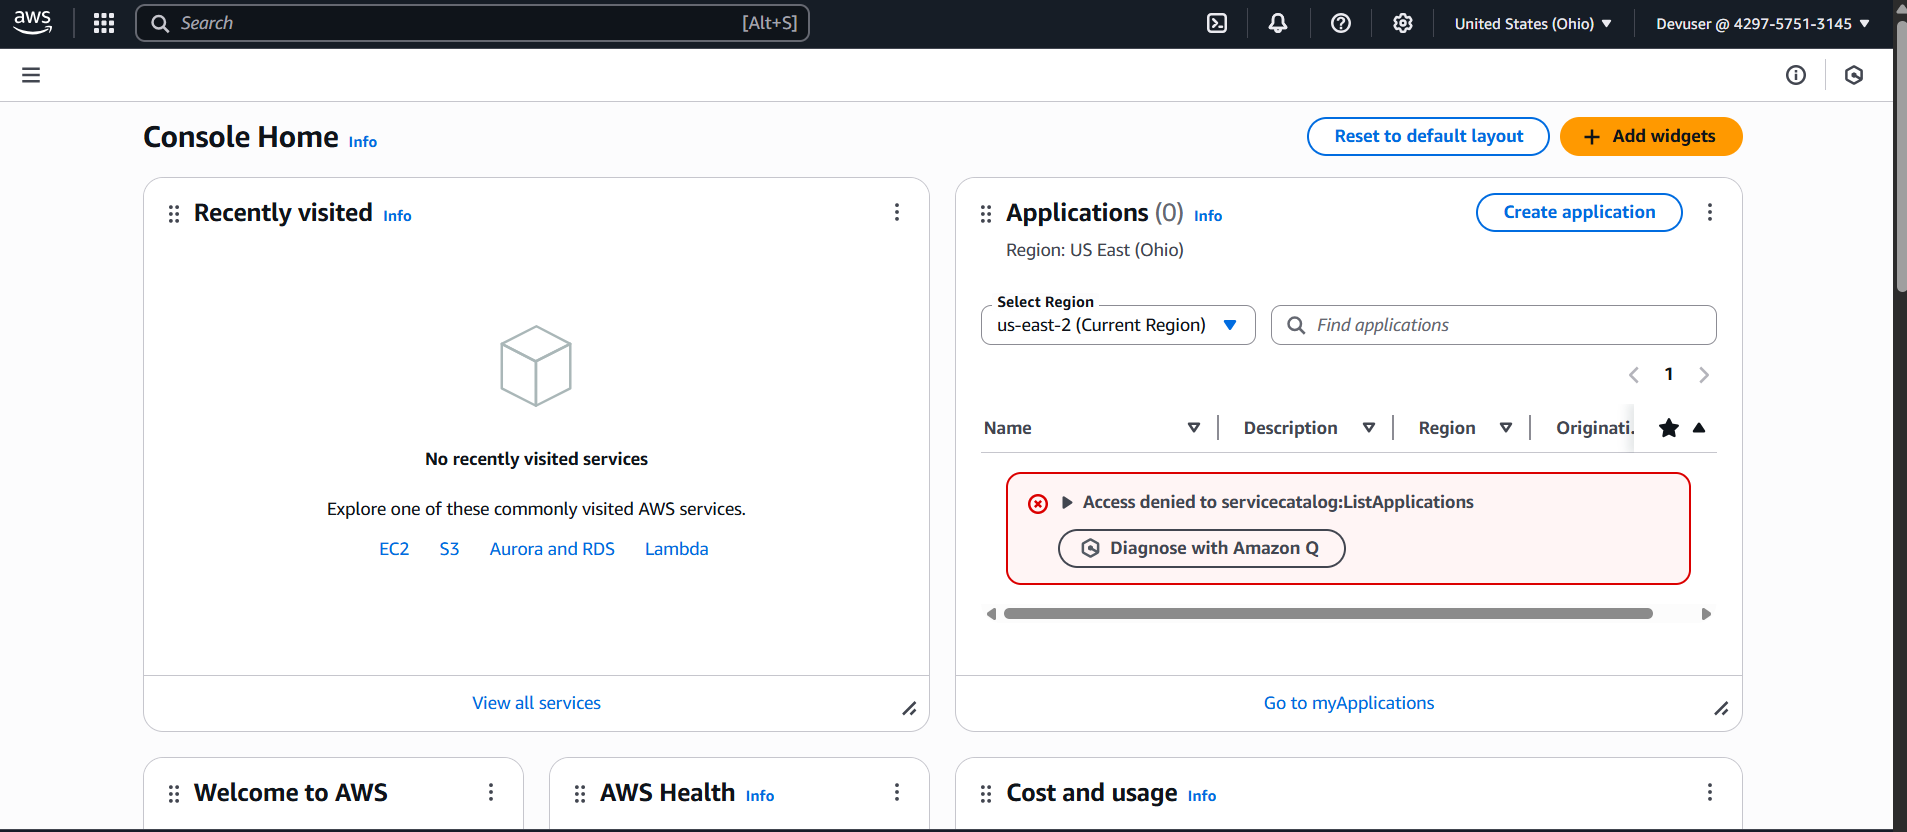 aws
Search [Alt+S]
United States (Ohio)
Devuser @ 4297-5751-3145
Console Home Info
Reset to default layout
+ Add widgets
Recently visited Info
No recently visited services
Explore one of these commonly visited AWS services.
EC2 S3 Aurora and RDS Lambda
View all services
Applications (0) Info
Create application
Region: US East (Ohio)
Select Region
us-east-2 (Current Region)
Find applications
1
Name Description Region Originati.
Access denied to servicecatalog:ListApplications
Diagnose with Amazon Q
Go to myApplications
Welcome to AWS
AWS Health Info
Cost and usage Info